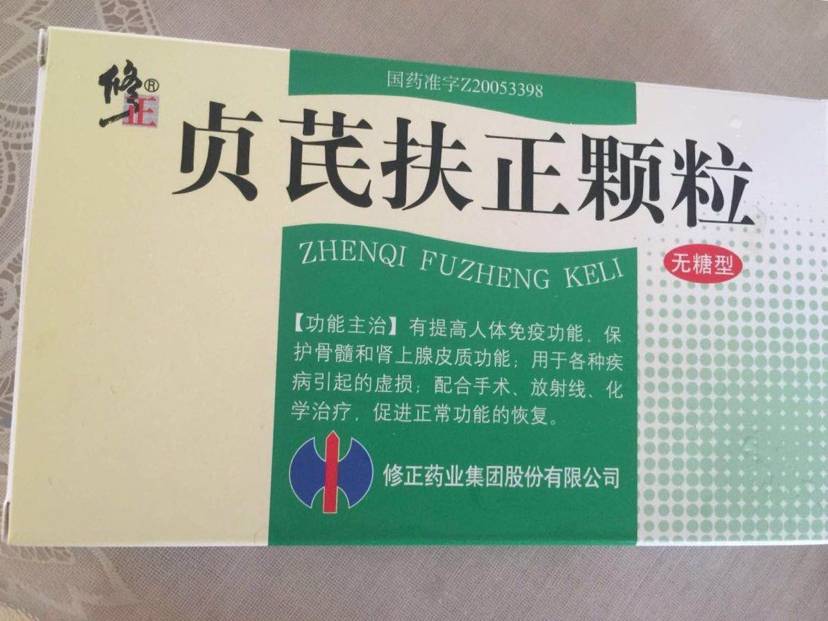 修正®
国药准字Z20053398
贞芪扶正颗粒
ZHENQI FUZHENG KELI
无糖型
【功能主治】有提高人体免疫功能，保
护骨髓和肾上腺皮质功能；用于各种疾
病引起的虚损；配合手术、放射线、化
学治疗，促进正常功能的恢复。
修正药业集团股份有限公司